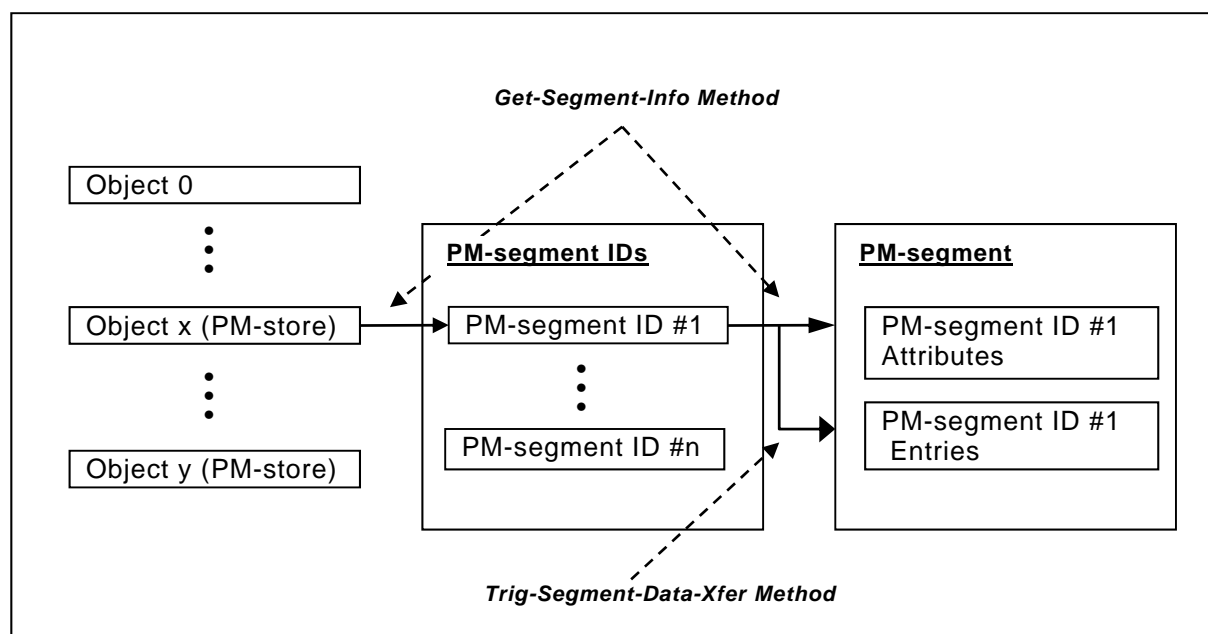 Get-Segment-Info Method
Object 0
Object x (PM-store)
Object y (PM-store)
PM-segment IDs
PM-segment ID #1
PM-segment ID #n
PM-segment
PM-segment ID #1
Attributes
PM-segment ID #1
Entries
Trig-Segment-Data-Xfer Method